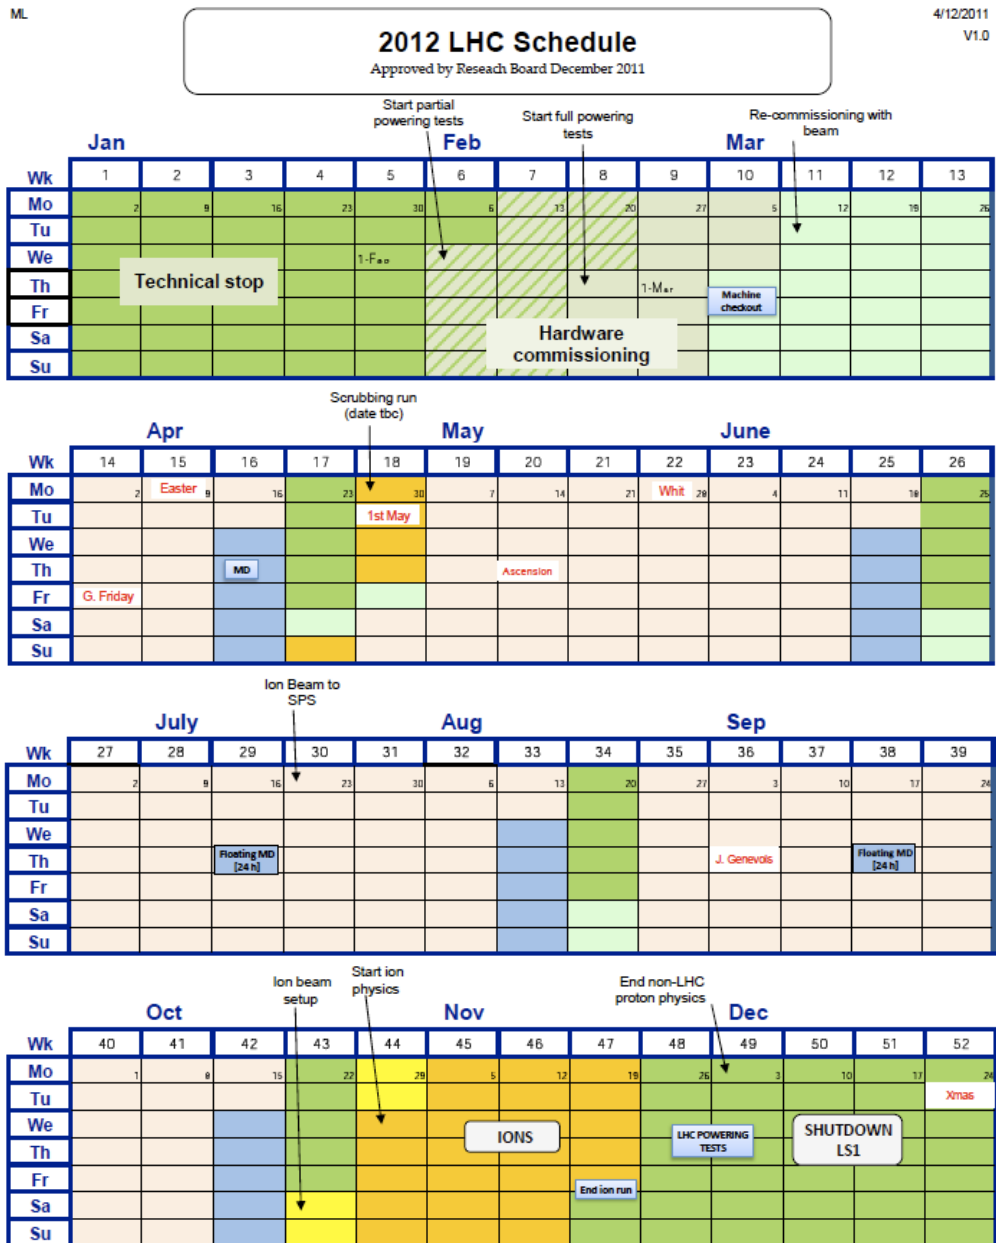 ML
4/12/2011
V1.0
2012 LHC Schedule
Approved by Reseach Board December 2011
Start partial
powering tests
Start full powering
tests
Re-commissioning with
beam
Jan Feb Mar
Wk 1 2 3 4 5 6 7 8 9 10 11 12 13
Mo 2 9 16 23 30 6 13 20 27 5 12 19 26
Tu
We 1-Feb
Technical stop
Th 1-Mar
Machine
checkout
Fr
Hardware
commissioning
Sa
Su
Scrubbing run
(date tbc)
Apr May June
Wk 14 15 16 17 18 19 20 21 22 23 24 25 26
Mo 2 Easter 9 16 23 30 7 14 21 Whit 28 4 11 18 25
Tu 1st May
We
Th MD Ascension
Fr G. Friday
Sa
Su
Ion Beam to
SPS
July Aug Sep
Wk 27 28 29 30 31 32 33 34 35 36 37 38 39
Mo 2 9 16 23 30 6 13 20 27 3 10 17 24
Tu
We
Th Floating MD
[24 h]
J. Genevois
Floating MD
[24 h]
Fr
Sa
Su
Ion beam
setup
Start ion
physics
End non-LHC
proton physics
Oct Nov Dec
Wk 40 41 42 43 44 45 46 47 48 49 50 51 52
Mo 1 8 15 22 29 5 12 19 26 3 10 17 24
Tu Xmas
We
IONS
LHC POWERING
TESTS
SHUTDOWN
LS1
Th
Fr End ion run
Sa
Su